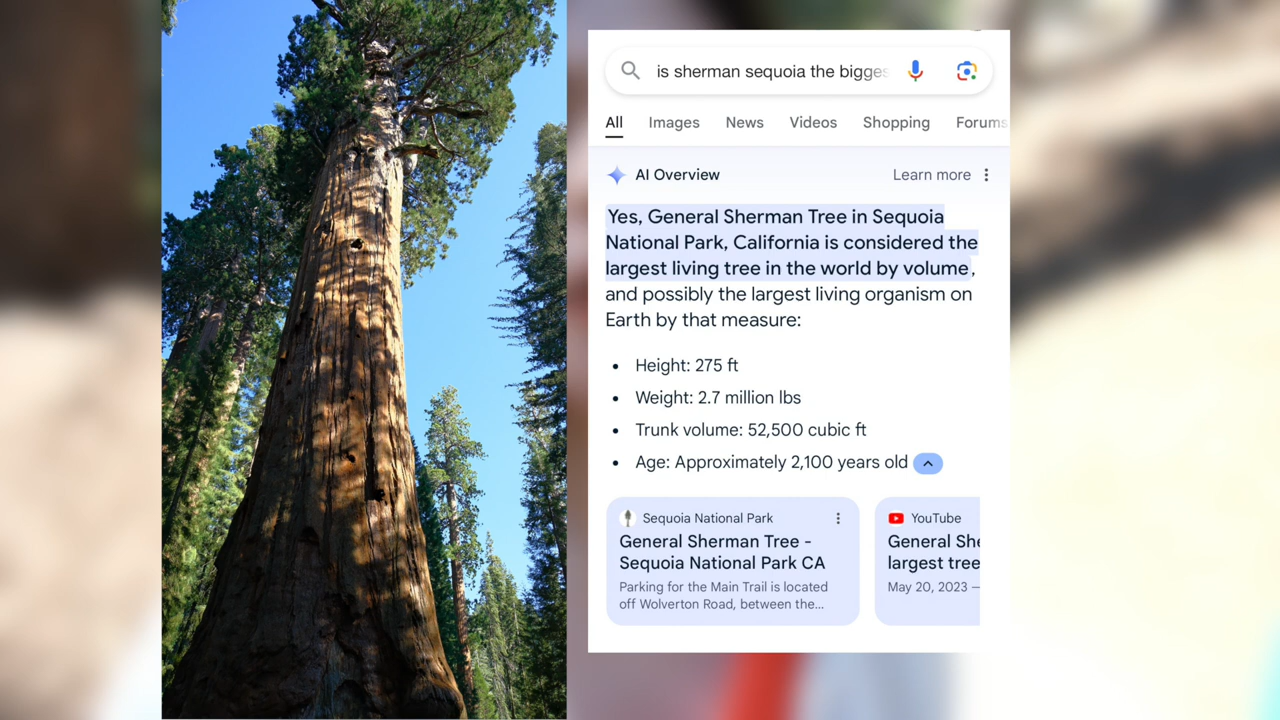 is sherman sequoia the bigges
All Images News Videos Shopping Forums
AI Overview Learn more
Yes, General Sherman Tree in Sequoia
National Park, California is considered the
largest living tree in the world by volume,
and possibly the largest living organism on
Earth by that measure:
• Height: 275 ft
• Weight: 2.7 million lbs
• Trunk volume: 52,500 cubic ft
• Age: Approximately 2,100 years old
Sequoia National Park
General Sherman Tree -
Sequoia National Park CA
Parking for the Main Trail is located
off Wolverton Road, between the...
YouTube
General She
largest tree
May 20, 2023 —